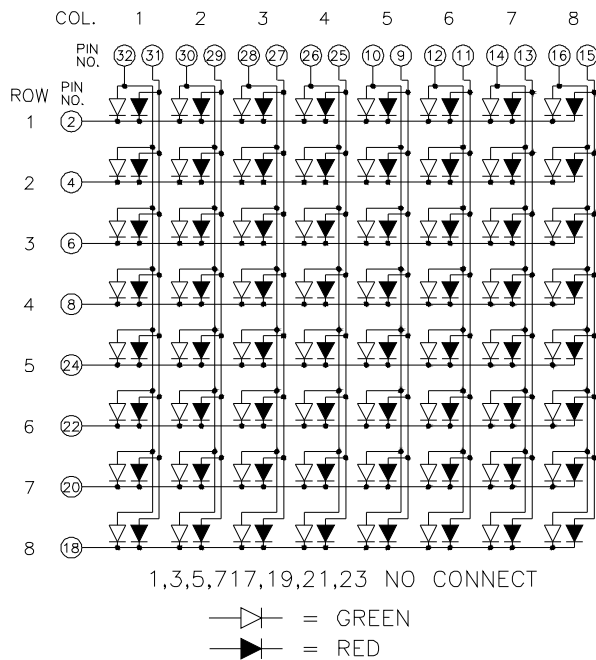 COL. 1 2 3 4 5 6 7 8
PIN NO. 32 31 30 29 28 27 26 25 10 9 12 11 14 13 16 15
ROW PIN NO.
1 2
2 4
3 6
4 8
5 24
6 22
7 20
8 18
1,3,5,717,19,21,23 NO CONNECT
= GREEN
= RED